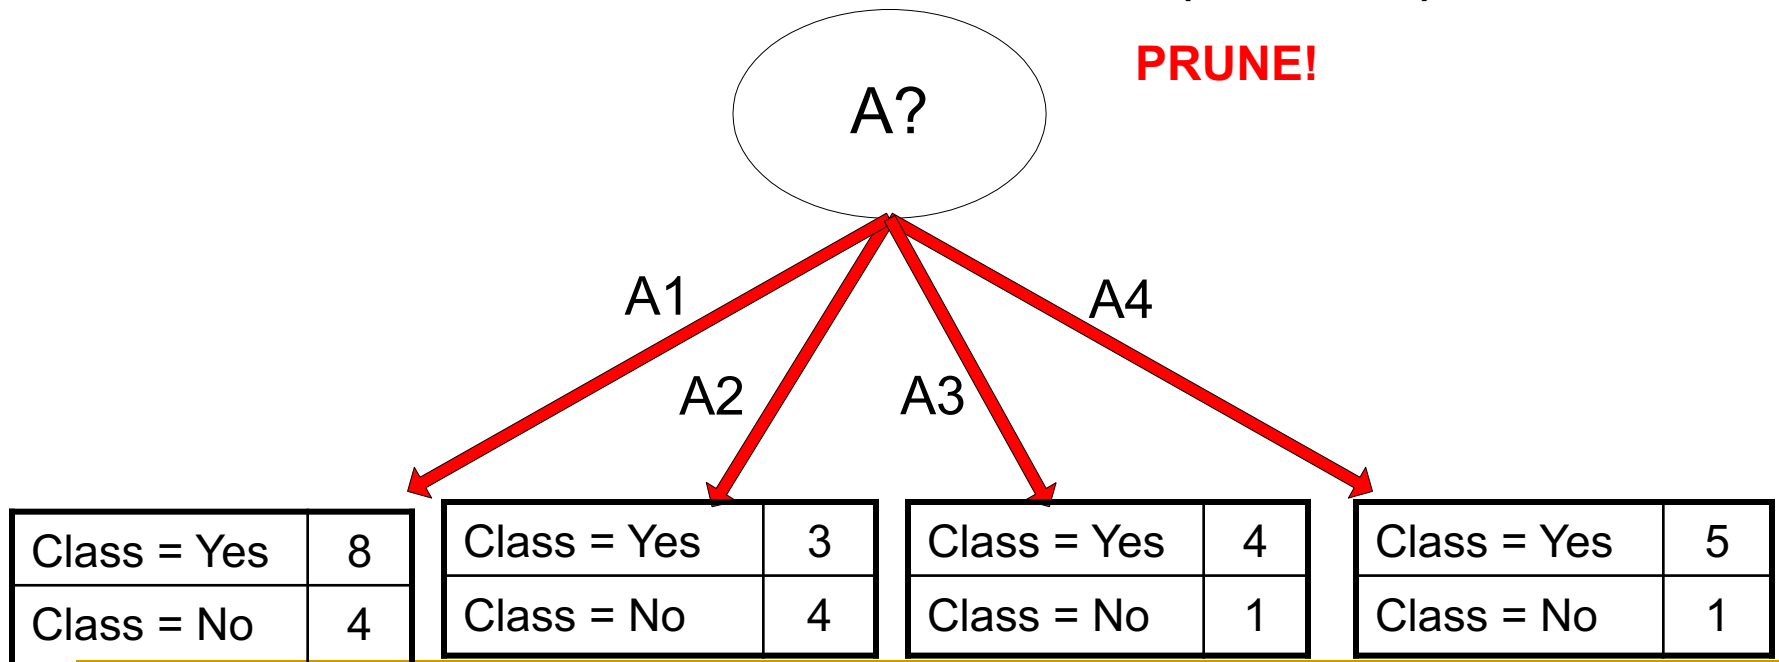 PRUNE!
A?
A1
A4
A2
A3
Class = Yes 8
Class = No 4
Class = Yes 3
Class = No 4
Class = Yes 4
Class = No 1
Class = Yes 5
Class = No 1